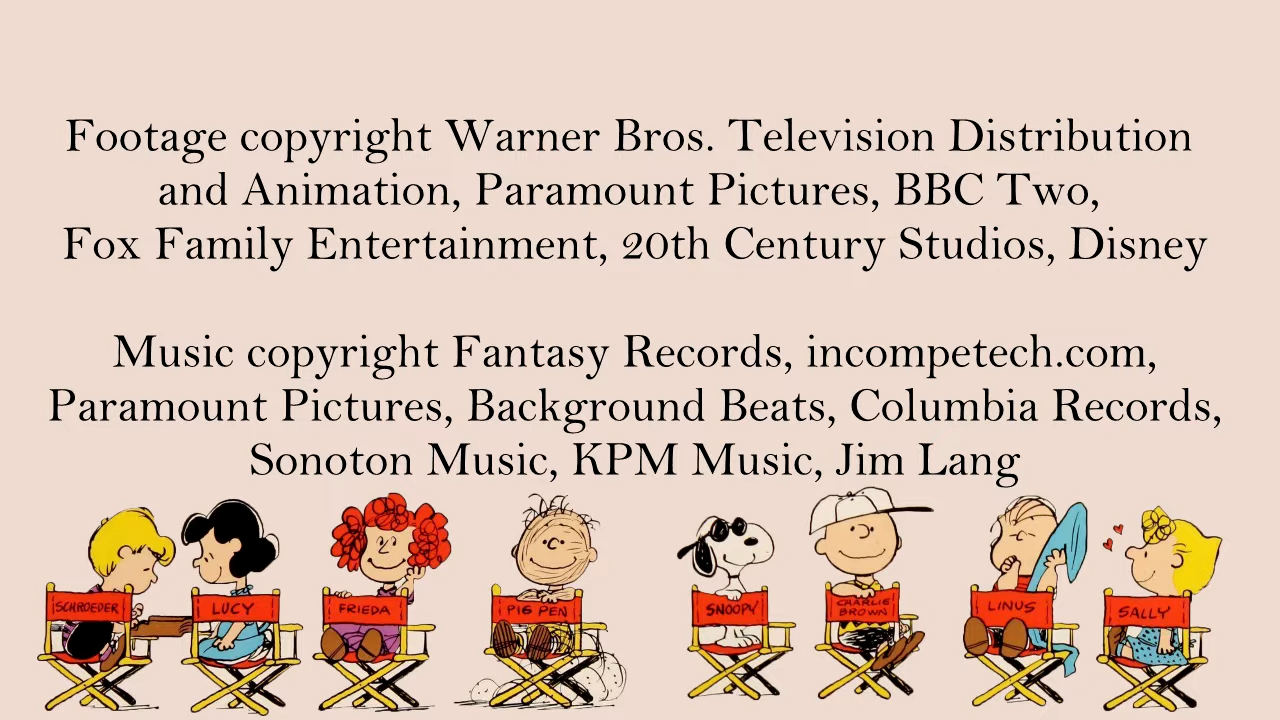 Footage copyright Warner Bros. Television Distribution
and Animation, Paramount Pictures, BBC Two,
Fox Family Entertainment, 20th Century Studios, Disney
Music copyright Fantasy Records, incompetech.com,
Paramount Pictures, Background Beats, Columbia Records,
Sonoton Music, KPM Music, Jim Lang
SCHROEDER
LUCY
FRIEDA
PIG PEN
SNOOPY
CHARLIE
BROWN
LINUS
SALLY